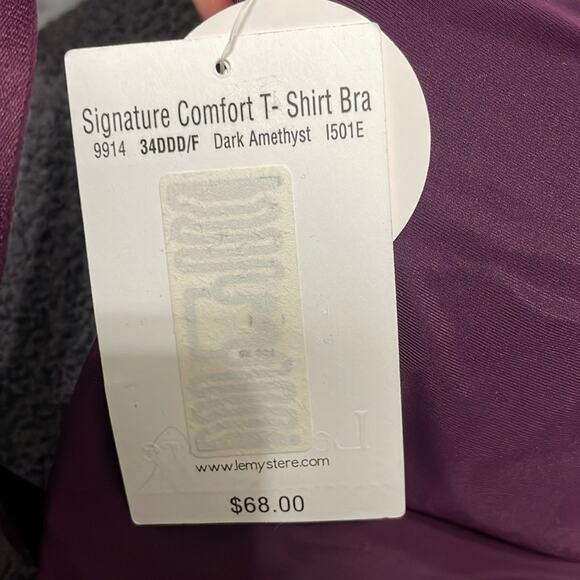 Signature Comfort T- Shirt Bra
9914 34DDD/F Dark Amethyst I501E
www.lemystere.com
$68.00